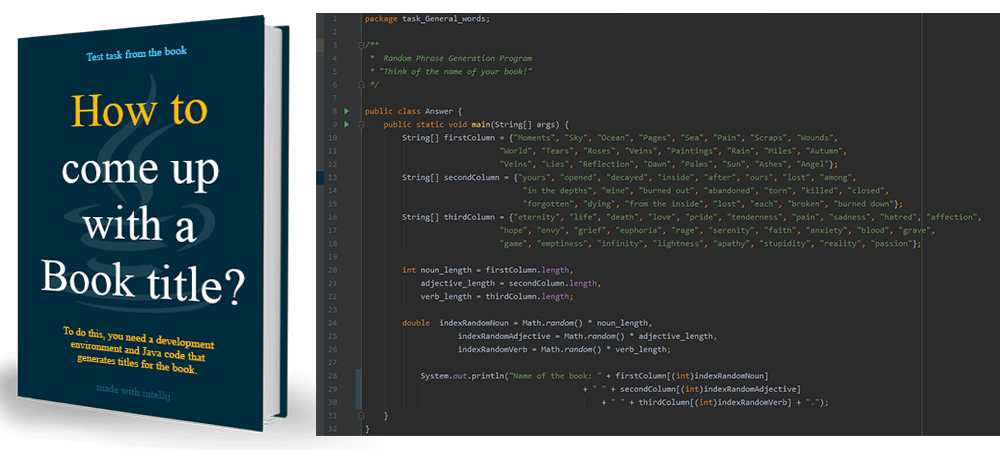 Test task from the book
How to
come up
with a
Book title?
To do this, you need a development
environment and Java code that
generates titles for the book.
made with intellij
1 package task_General_words;
2
3 /**
4 * Random Phrase Generation Program
5 * "Think of the name of your book!"
6 */
7
8 public class Answer {
9 public static void main(String[] args) {
10 String[] firstColumn = {"Moments", "Sky", "Ocean", "Pages", "Sea", "Pain", "Scraps", "Wounds",
11 "World", "Tears", "Roses", "Veins", "Paintings", "Rain", "Miles", "Autumn",
12 "Veins", "Lies", "Reflection", "Dawn", "Palms", "Sun", "Ashes", "Angel"};
13 String[] secondColumn = {"yours", "opened", "decayed", "inside", "after", "ours", "lost", "among",
14 "in the depths", "mine", "burned out", "abandoned", "torn", "killed", "closed",
15 "forgotten", "dying", "from the inside", "lost", "each", "broken", "burned down"};
16 String[] thirdColumn = {"eternity", "life", "death", "love", "pride", "tenderness", "pain", "sadness", "hatred", "affection",
17 "hope", "envy", "grief", "euphoria", "rage", "serenity", "faith", "anxiety", "blood", "grave",
18 "game", "emptiness", "infinity", "lightness", "apathy", "stupidity", "reality", "passion"};
19
20 int noun_length = firstColumn.length,
21 adjective_length = secondColumn.length,
22 verb_length = thirdColumn.length;
23
24 double indexRandomNoun = Math.random() * noun_length,
25 indexRandomAdjective = Math.random() * adjective_length,
26 indexRandomVerb = Math.random() * verb_length;
27
28 System.out.println("Name of the book: " + firstColumn[(int)indexRandomNoun]
29 + " " + secondColumn[(int)indexRandomAdjective]
30 + " " + thirdColumn[(int)indexRandomVerb] + ".");
31 }
32 }